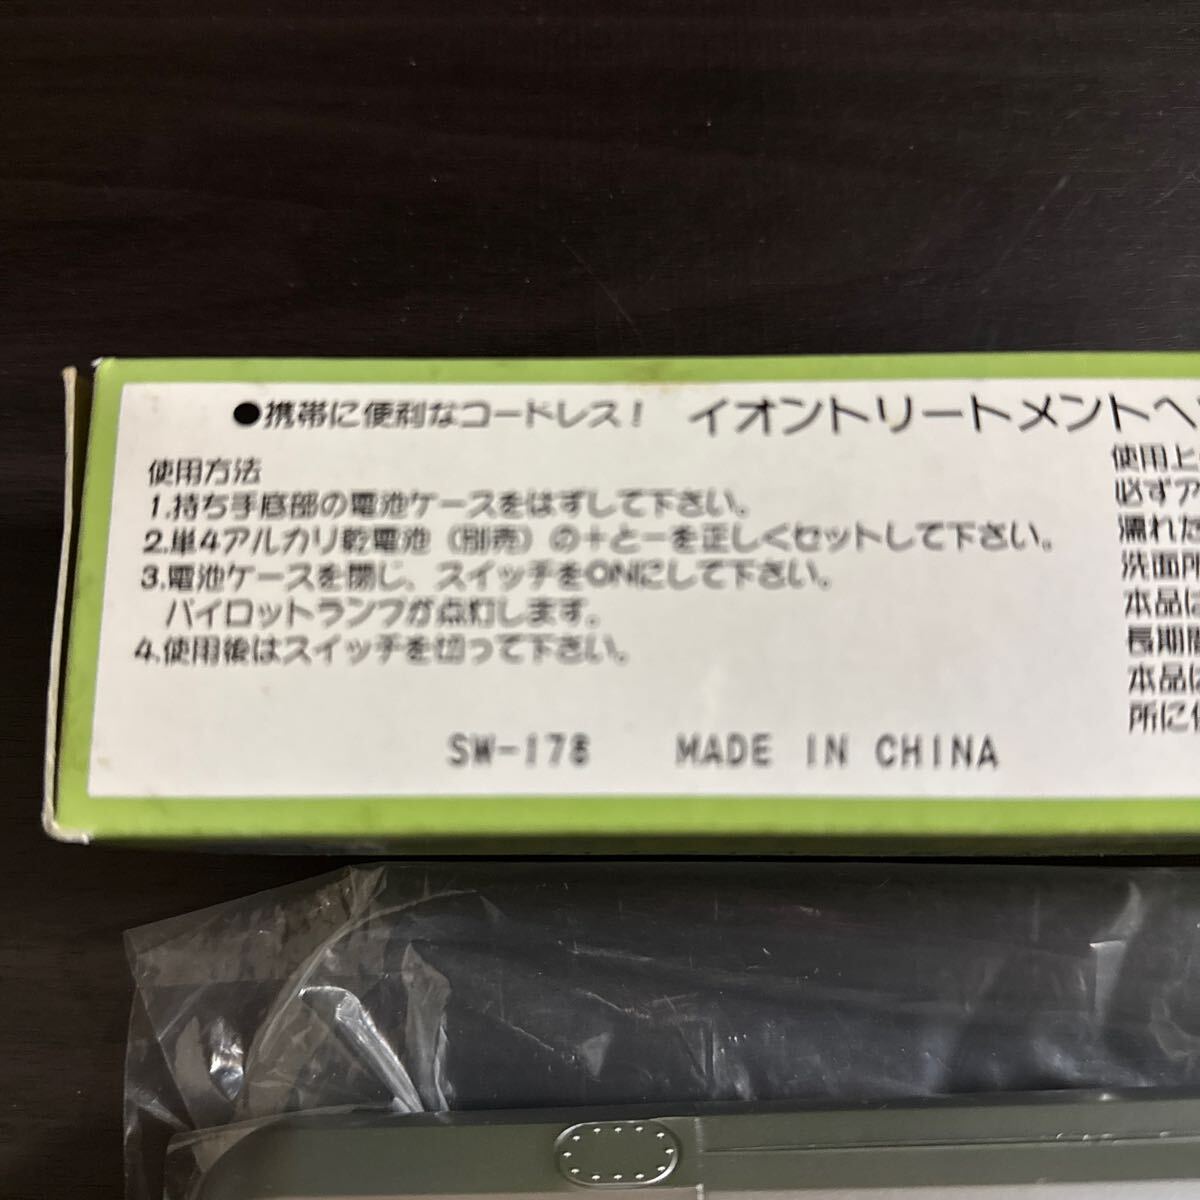 ●携帯に便利なコードレス! イオントリートメントヘ
使用方法
1.持ち手底部の電池ケースをはずして下さい。
2.単4アルカリ乾電池(別売)の+とーを正しくセットして下さい。
3.電池ケースを閉じ、スイッチをONにして下さい。
パイロットランプが点灯します。
4.使用後はスイッチを切って下さい。
SW-178 MADE IN CHINA
使用上
必ずア
濡れた
洗面所
本品は
長期間
本品は
所に